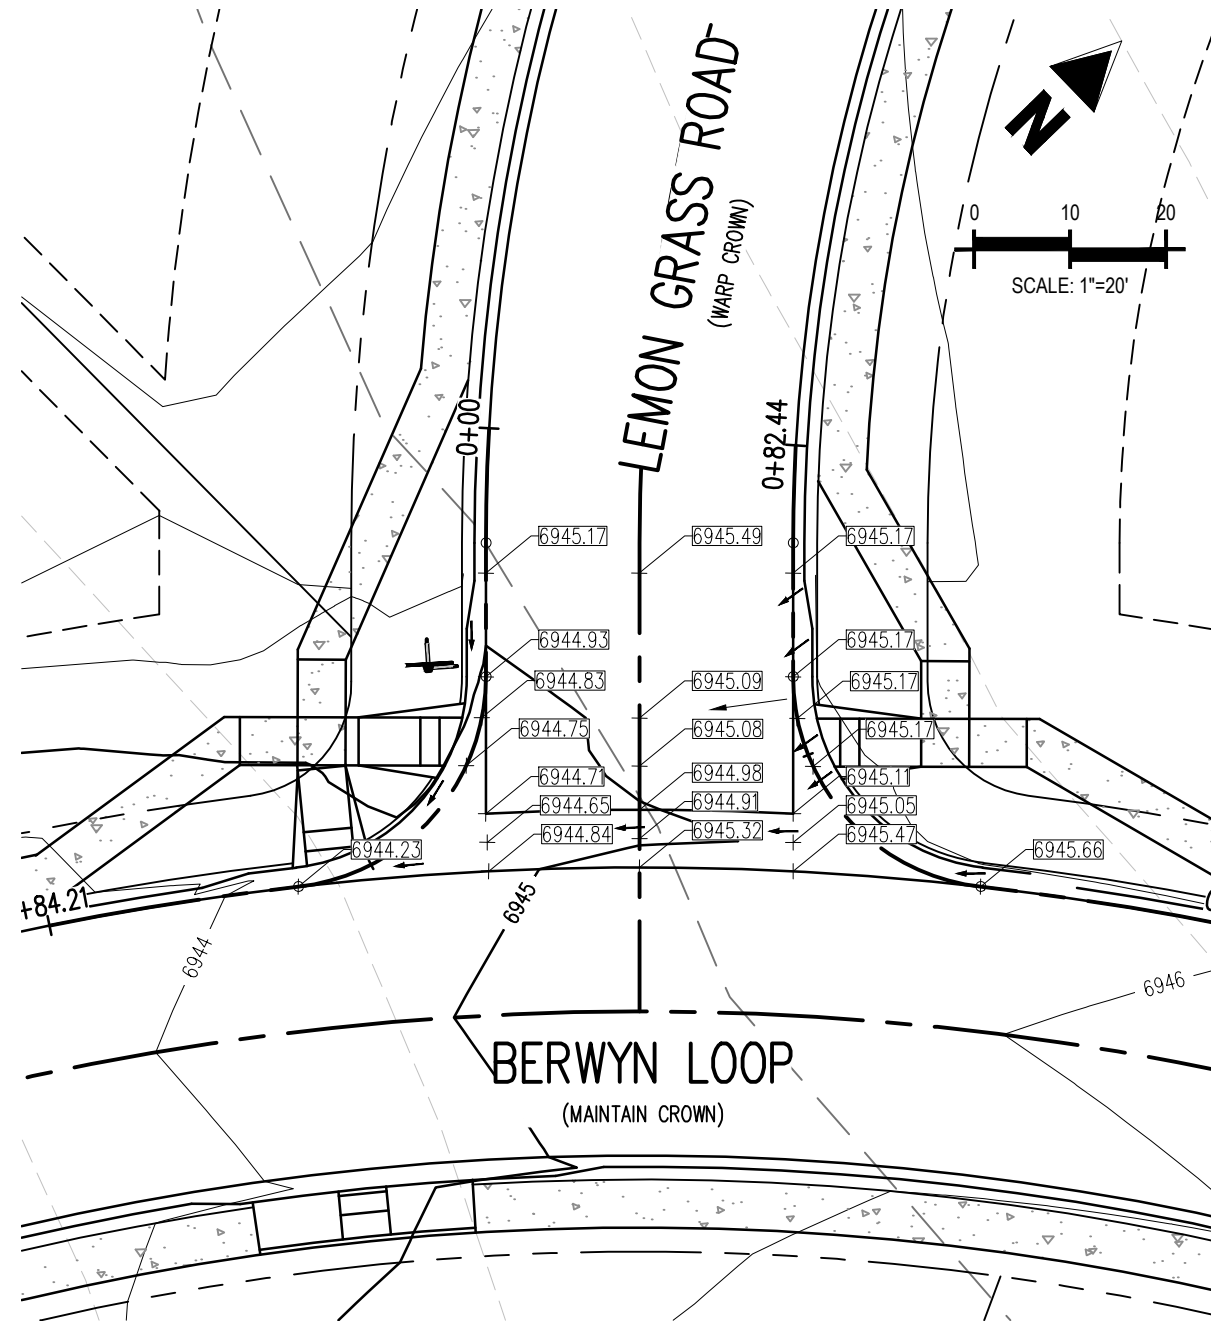 LEMON GRASS ROAD
(WARP CROWN)
N
0 10 20
SCALE: 1"=20'
0+00
0+82.44
6945.17 6945.49 6945.17
6944.93 6945.17
6944.83 6945.09 6945.17
6944.75 6945.08 6945.17
6944.71 6944.98 6945.11
6944.65 6944.91 6945.05
6944.84 6945.32 6945.47
6944.23 6945.66
+84.21
6945
6944
6946
BERWYN LOOP
(MAINTAIN CROWN)